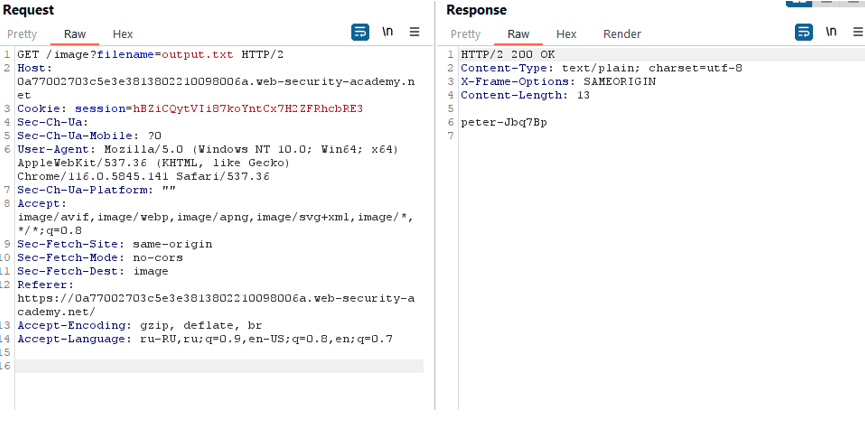 Request
Pretty Raw Hex
\n
1 GET /image?filename=output.txt HTTP/2
2 Host:
0a77002703c5e3e3813802210098006a.web-security-academy.n
et
3 Cookie: session=hBZiCQytVIi87koYntCx7H2ZFRhcbRE3
4 Sec-Ch-Ua:
5 Sec-Ch-Ua-Mobile: ?0
6 User-Agent: Mozilla/5.0 (Windows NT 10.0; Win64; x64)
AppleWebKit/537.36 (KHTML, like Gecko)
Chrome/116.0.5845.141 Safari/537.36
7 Sec-Ch-Ua-Platform: ""
8 Accept:
image/avif,image/webp,image/apng,image/svg+xml,image/*,
*/*;q=0.8
9 Sec-Fetch-Site: same-origin
10 Sec-Fetch-Mode: no-cors
11 Sec-Fetch-Dest: image
12 Referer:
https://0a77002703c5e3e3813802210098006a.web-security-a
cademy.net/
13 Accept-Encoding: gzip, deflate, br
14 Accept-Language: ru-RU,ru;q=0.9,en-US;q=0.8,en;q=0.7
15
16
Response
Pretty Raw Hex Render
\n
1 HTTP/2 200 OK
2 Content-Type: text/plain; charset=utf-8
3 X-Frame-Options: SAMEORIGIN
4 Content-Length: 13
5
6 peter-Jbq7Bp
7